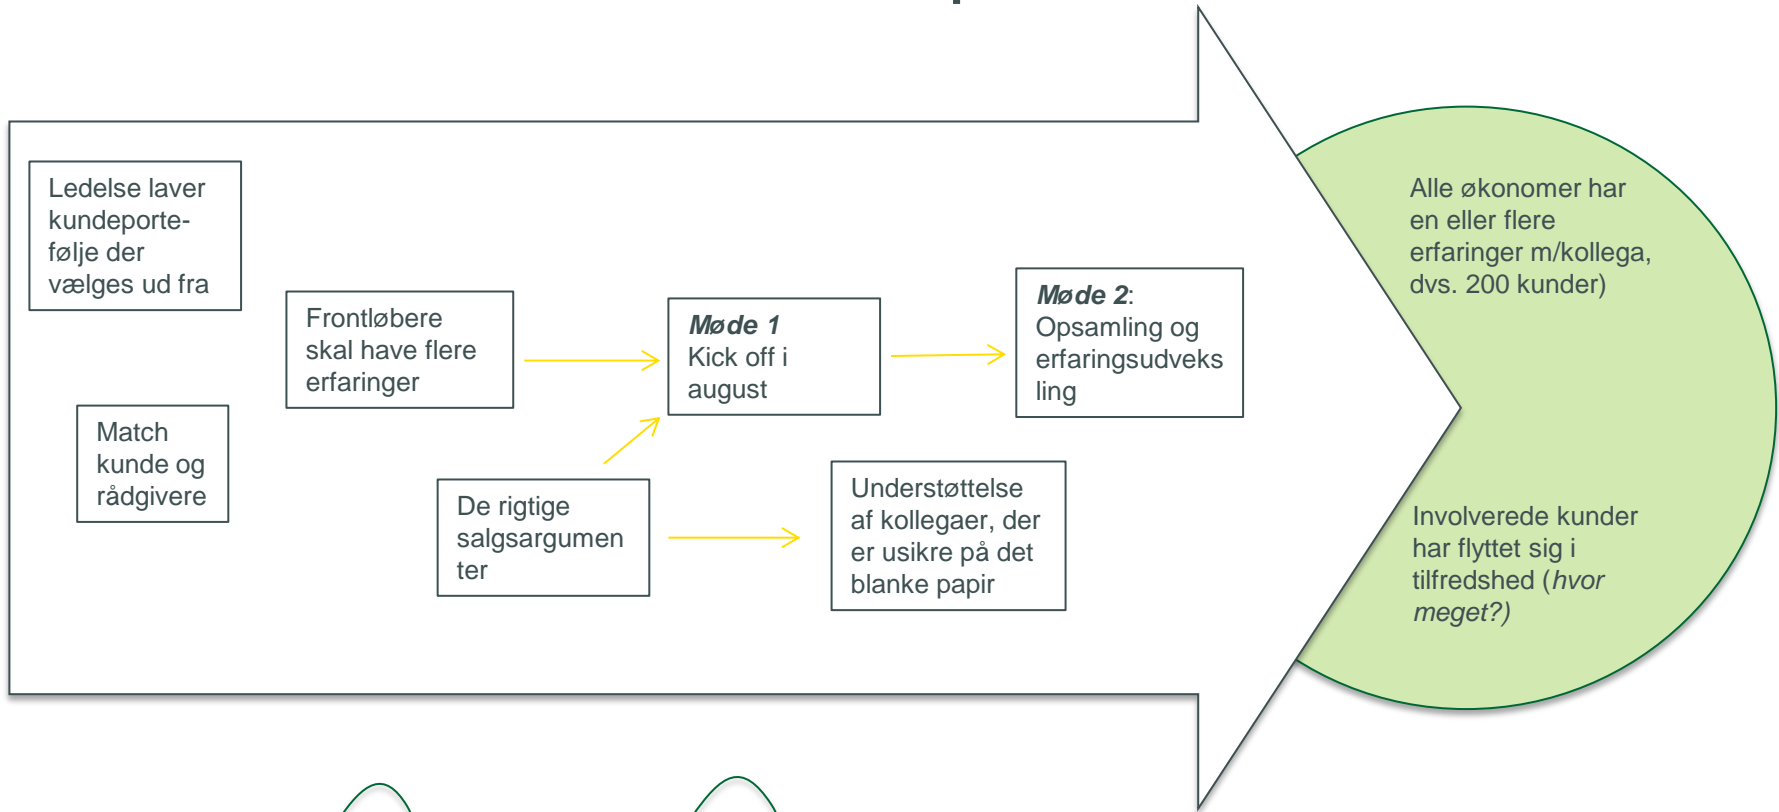 Ledelse laver
kundeporte-
følje der
vælges ud fra
Match
kunde og
rådgivere
Frontløbere
skal have flere
erfaringer
De rigtige
salgsargumen
ter
Møde 1
Kick off i
august
Understøttelse
af kollegaer, der
er usikre på det
blanke papir
Møde 2:
Opsamling og
erfaringsudveks
ling
Alle økonomer har
en eller flere
erfaringer m/kollega,
dvs. 200 kunder)
Involverede kunder
har flyttet sig i
tilfredshed (hvor
meget?)